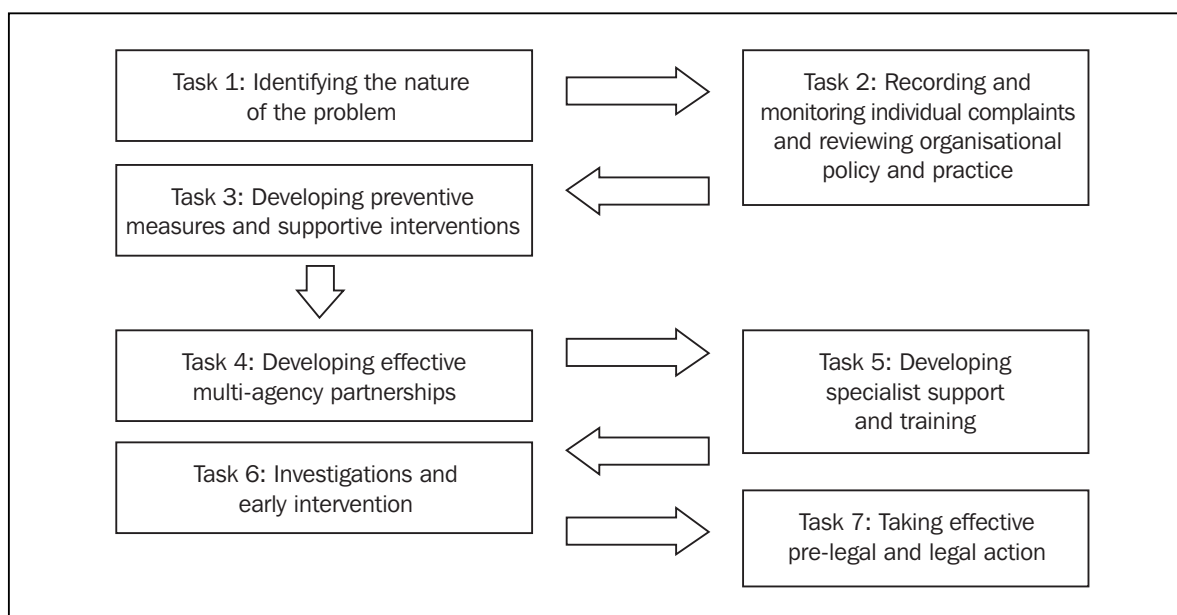 Task 1: Identifying the nature
of the problem
Task 2: Recording and
monitoring individual complaints
and reviewing organisational
policy and practice
Task 3: Developing preventive
measures and supportive interventions
Task 4: Developing effective
multi-agency partnerships
Task 5: Developing
specialist support
and training
Task 6: Investigations and
early intervention
Task 7: Taking effective
pre-legal and legal action